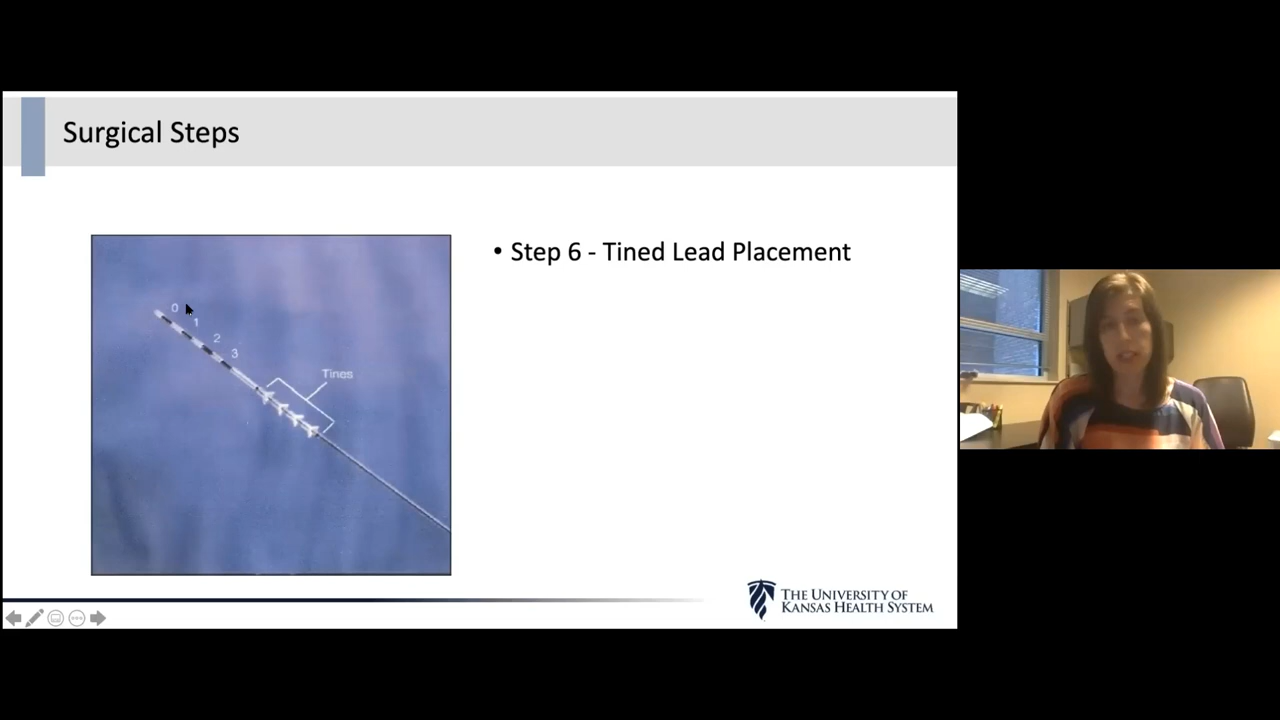 Surgical Steps
• Step 6 - Tined Lead Placement
0
1
2
3
Tines
THE UNIVERSITY OF
KANSAS HEALTH SYSTEM